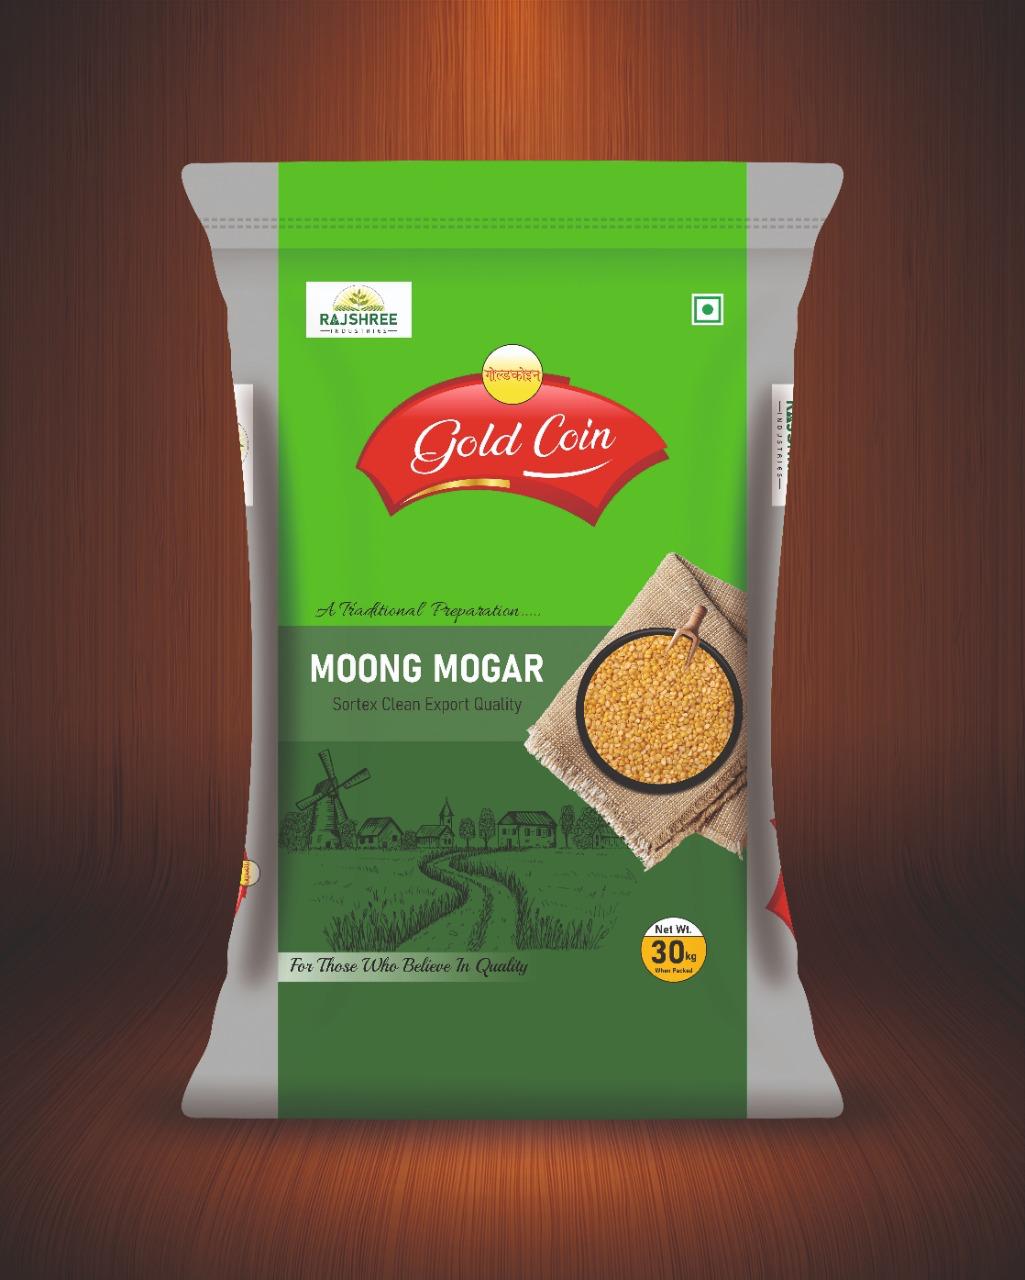 RAJSHREE
INDUSTRIES
गोल्डकोइन
Gold Coin
A Traditional Preparation.....
MOONG MOGAR
Sortex Clean Export Quality
For Those Who Believe In Quality
Net Wt.
30kg
When Packed
INDUSTRIES